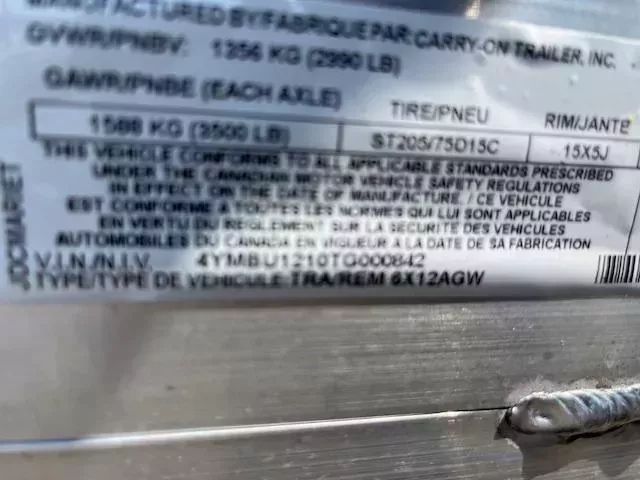 MANUFACTURED BY/FABRIQUE PAR: CARRY-ON TRAILER, INC.
GVWR/PNBV: 1356 KG (2990 LB)
GAWR/PNBE (EACH AXLE)
TIRE/PNEU
RIM/JANTE
1588 KG (3500 LB)
ST205/75D15C
15X5J
THIS VEHICLE CONFORMS TO ALL APPLICABLE STANDARDS PRESCRIBED
UNDER THE CANADIAN MOTOR VEHICLE SAFETY REGULATIONS
IN EFFECT ON THE DATE OF MANUFACTURE. / CE VEHICULE
EST CONFORME A TOUTES LES NORMES QUI LUI SONT APPLICABLES
EN VERTU DU REGLEMENT SUR LA SECURITE DES VEHICULES
AUTOMOBILES DU CANADA EN VIGUEUR A LA DATE DE SA FABRICATION
V.I.N./N.I.V. 4YMBU1210TG000842
TYPE/TYPE DE VEHICULE: TRA/REM 6X12AGW